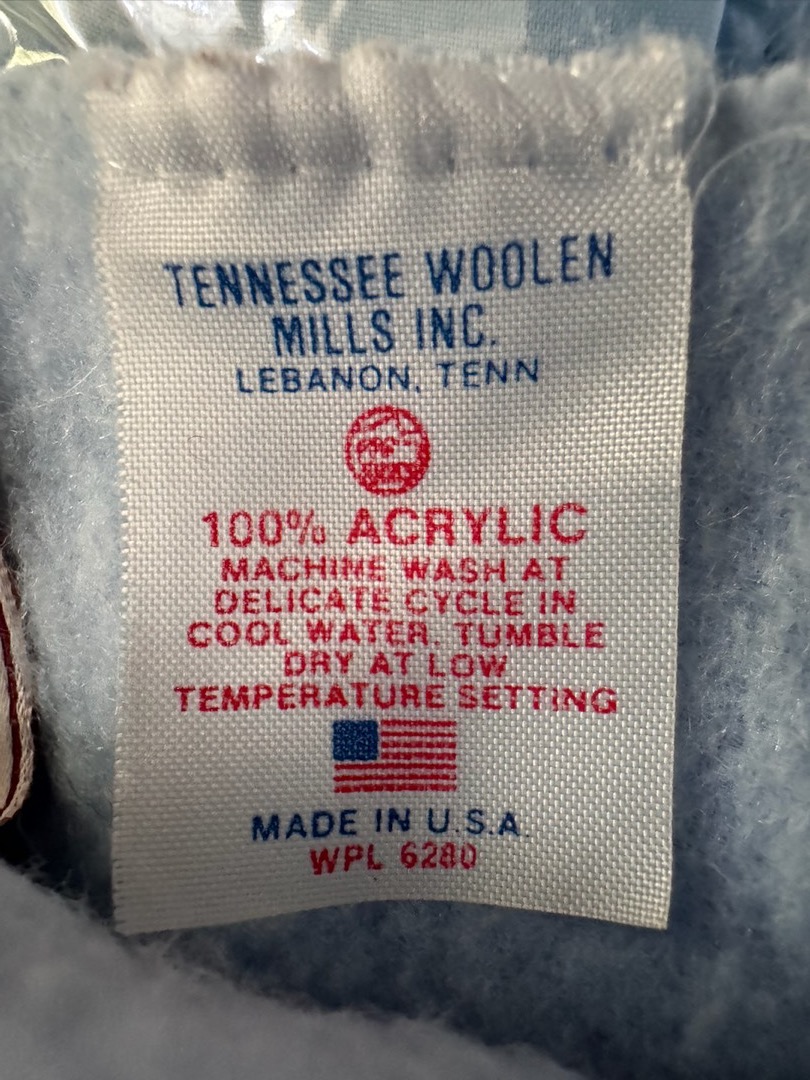 TENNESSEE WOOLEN
MILLS INC.
LEBANON, TENN
100% ACRYLIC
MACHINE WASH AT
DELICATE CYCLE IN
COOL WATER. TUMBLE
DRY AT LOW
TEMPERATURE SETTING
MADE IN U.S.A.
WPL 6280